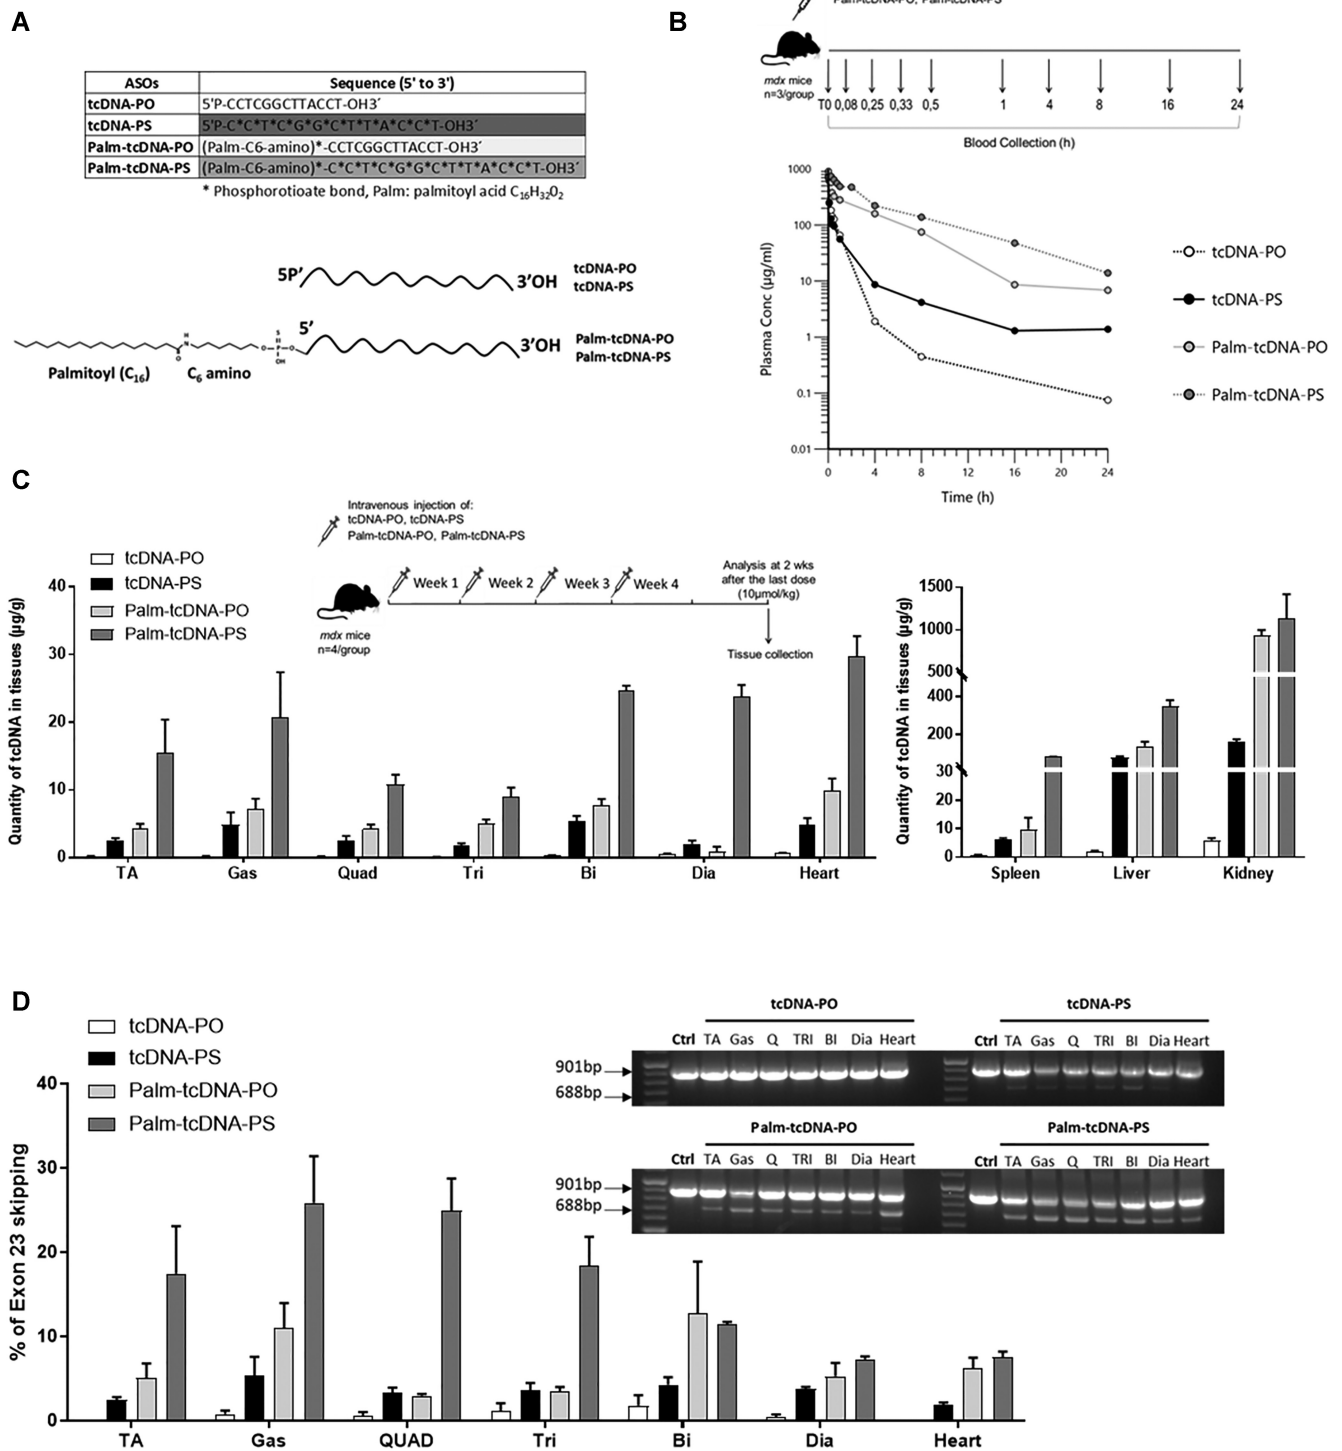 A
ASOs Sequence (5' to 3')
tcDNA-PO 5'P-CCTCGGCTTACCT-OH3´
tcDNA-PS 5'P-C*C*T*C*G*G*C*T*T*A*C*C*T-OH3´
Palm-tcDNA-PO (Palm-C6-amino)*-CCTCGGCTTACCT-OH3´
Palm-tcDNA-PS (Palm-C6-amino)*-C*C*T*C*G*G*C*T*T*A*C*C*T-OH3´
* Phosphorotioate bond, Palm: palmitoyl acid C16H32O2
5P’ 3’OH tcDNA-PO
tcDNA-PS
5’
3’OH Palm-tcDNA-PO
Palm-tcDNA-PS
H
N
O
O
S
P
OH
O
Palmitoyl (C16) C6 amino
B
Palm-tcDNA-PO, Palm-tcDNA-PS
mdx mice
n=3/group
T0 0,08 0,25 0,33 0,5 1 4 8 16 24
Blood Collection (h)
Plasma Conc (µg/ml)
1000
100
10
1
0.1
0.01
0 4 8 12 16 20 24
Time (h)
tcDNA-PO
tcDNA-PS
Palm-tcDNA-PO
Palm-tcDNA-PS
C
Intravenous injection of:
tcDNA-PO, tcDNA-PS
Palm-tcDNA-PO, Palm-tcDNA-PS
tcDNA-PO
tcDNA-PS
Palm-tcDNA-PO
Palm-tcDNA-PS
Week 1 Week 2 Week 3 Week 4
Analysis at 2 wks
after the last dose
(10µmol/kg)
mdx mice
n=4/group
Tissue collection
Quantity of tcDNA in tissues (µg/g)
40
30
20
10
0
TA Gas Quad Tri Bi Dia Heart
Quantity of tcDNA in tissues (µg/g)
1500
1000
500
400
200
30
20
10
0
Spleen Liver Kidney
D
tcDNA-PO
tcDNA-PS
Palm-tcDNA-PO
Palm-tcDNA-PS
% of Exon 23 skipping
40
30
20
10
0
TA Gas QUAD Tri Bi Dia Heart
tcDNA-PO tcDNA-PS
Ctrl TA Gas Q TRI BI Dia Heart Ctrl TA Gas Q TRI BI Dia Heart
901bp
688bp
Palm-tcDNA-PO Palm-tcDNA-PS
Ctrl TA Gas Q TRI BI Dia Heart Ctrl TA Gas Q TRI BI Dia Heart
901bp
688bp